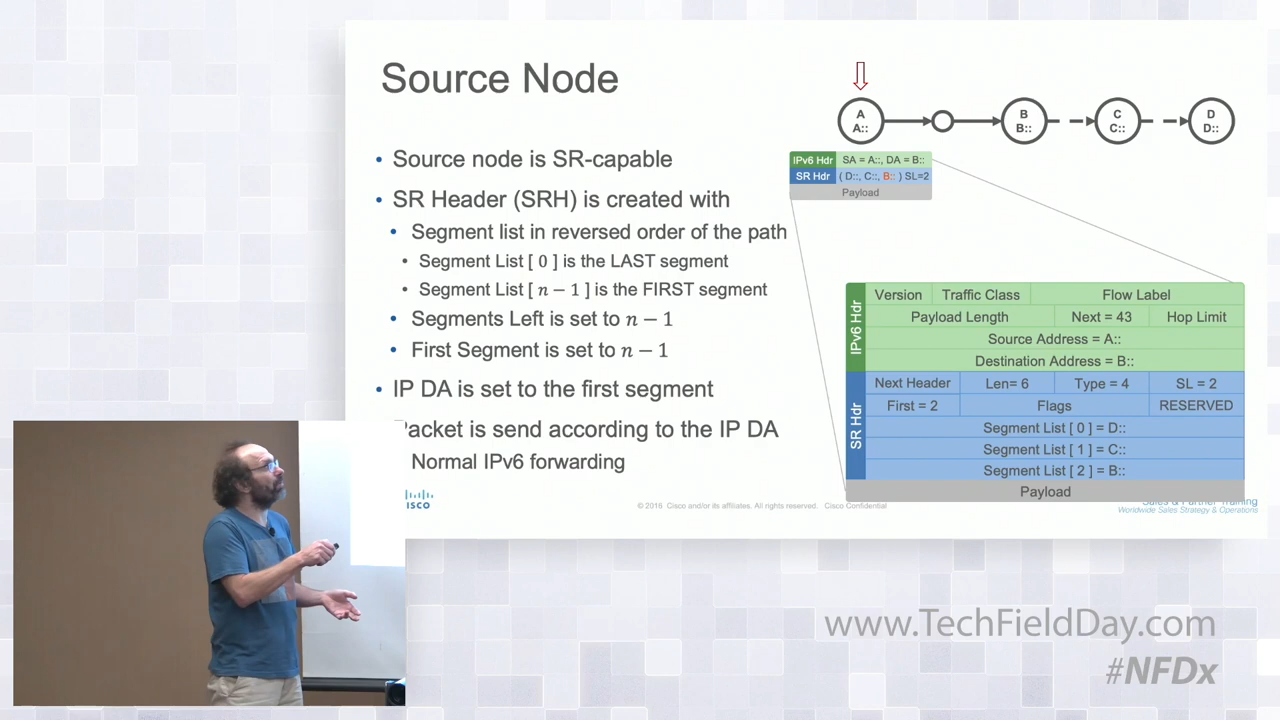 Source Node
• Source node is SR-capable
• SR Header (SRH) is created with
• Segment list in reversed order of the path
• Segment List [ 0 ] is the LAST segment
• Segment List [ n − 1 ] is the FIRST segment
• Segments Left is set to n − 1
• First Segment is set to n − 1
• IP DA is set to the first segment
Packet is send according to the IP DA
Normal IPv6 forwarding
A
A::
B
B::
C
C::
D
D::
IPv6 Hdr SA = A::, DA = B::
SR Hdr ( D::, C::, B:: ) SL=2
Payload
IPv6 Hdr
Version Traffic Class Flow Label
Payload Length Next = 43 Hop Limit
Source Address = A::
Destination Address = B::
SR Hdr
Next Header Len= 6 Type = 4 SL = 2
First = 2 Flags RESERVED
Segment List [ 0 ] = D::
Segment List [ 1 ] = C::
Segment List [ 2 ] = B::
Payload
ISCO
© 2016 Cisco and/or its affiliates. All rights reserved. Cisco Confidential
Sales & Partner Training
Worldwide Sales Strategy & Operations
www.TechFieldDay.com
#NFDx